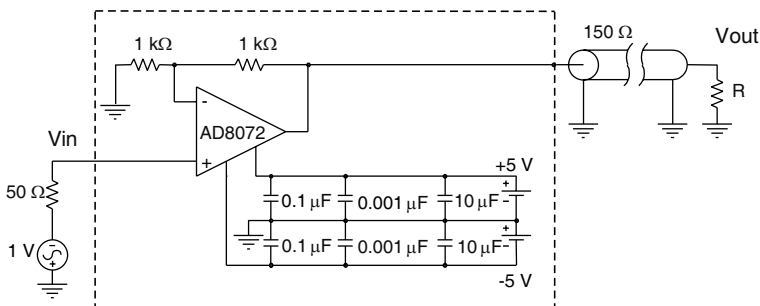 150 Ω
Vout
1 kΩ
1 kΩ
R
-
AD8072
+
Vin
50 Ω
1 V
-
+
+5 V
0.1 μF
0.001 μF
10 μF
+
-
0.1 μF
0.001 μF
10 μF
+
-
-5 V